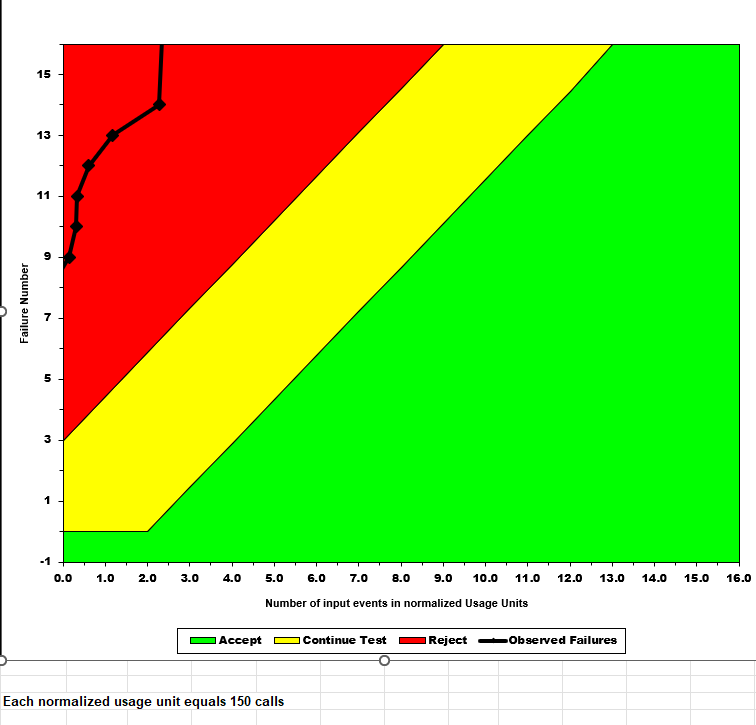 15
13
11
9
7
5
3
1
-1
Failure Number
0.0 1.0 2.0 3.0 4.0 5.0 6.0 7.0 8.0 9.0 10.0 11.0 12.0 13.0 14.0 15.0 16.0
Number of input events in normalized Usage Units
Accept Continue Test Reject Observed Failures
Each normalized usage unit equals 150 calls